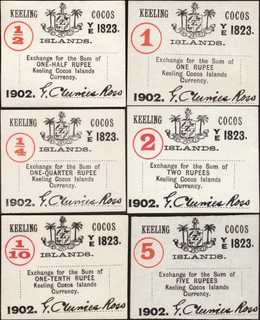 KEELING COCOS
1/2 Y/E 1823.
ISLANDS.
Exchange for the Sum of
ONE-HALF RUPEE
Keeling Cocos Islands
Currency.
1902. G. Clunies Ross
KEELING COCOS
1 Y/E 1823.
ISLANDS.
Exchange for the Sum of
ONE RUPEE
Keeling Cocos Islands
Currency.
1902. G. Clunies Ross
KEELING COCOS
1/4 Y/E 1823.
ISLANDS.
Exchange for the Sum of
ONE-QUARTER RUPEE
Keeling Cocos Islands
Currency.
1902. G. Clunies Ross
KEELING COCOS
2 Y/E 1823.
ISLANDS.
Exchange for the Sum of
TWO RUPEES
Keeling Cocos Islands
Currency.
1902. G. Clunies Ross
KEELING COCOS
1/10 Y/E 1823.
ISLANDS.
Exchange for the Sum of
ONE-TENTH RUPEE
Keeling Cocos Islands
Currency.
1902 G. Clunies Ross
KEELING COCOS
5 Y/E 1823.
ISLANDS.
Exchange for the Sum of
FIVE RUPEES
Keeling Cocos Islands
Currency.
1902. G. Clunies Ross